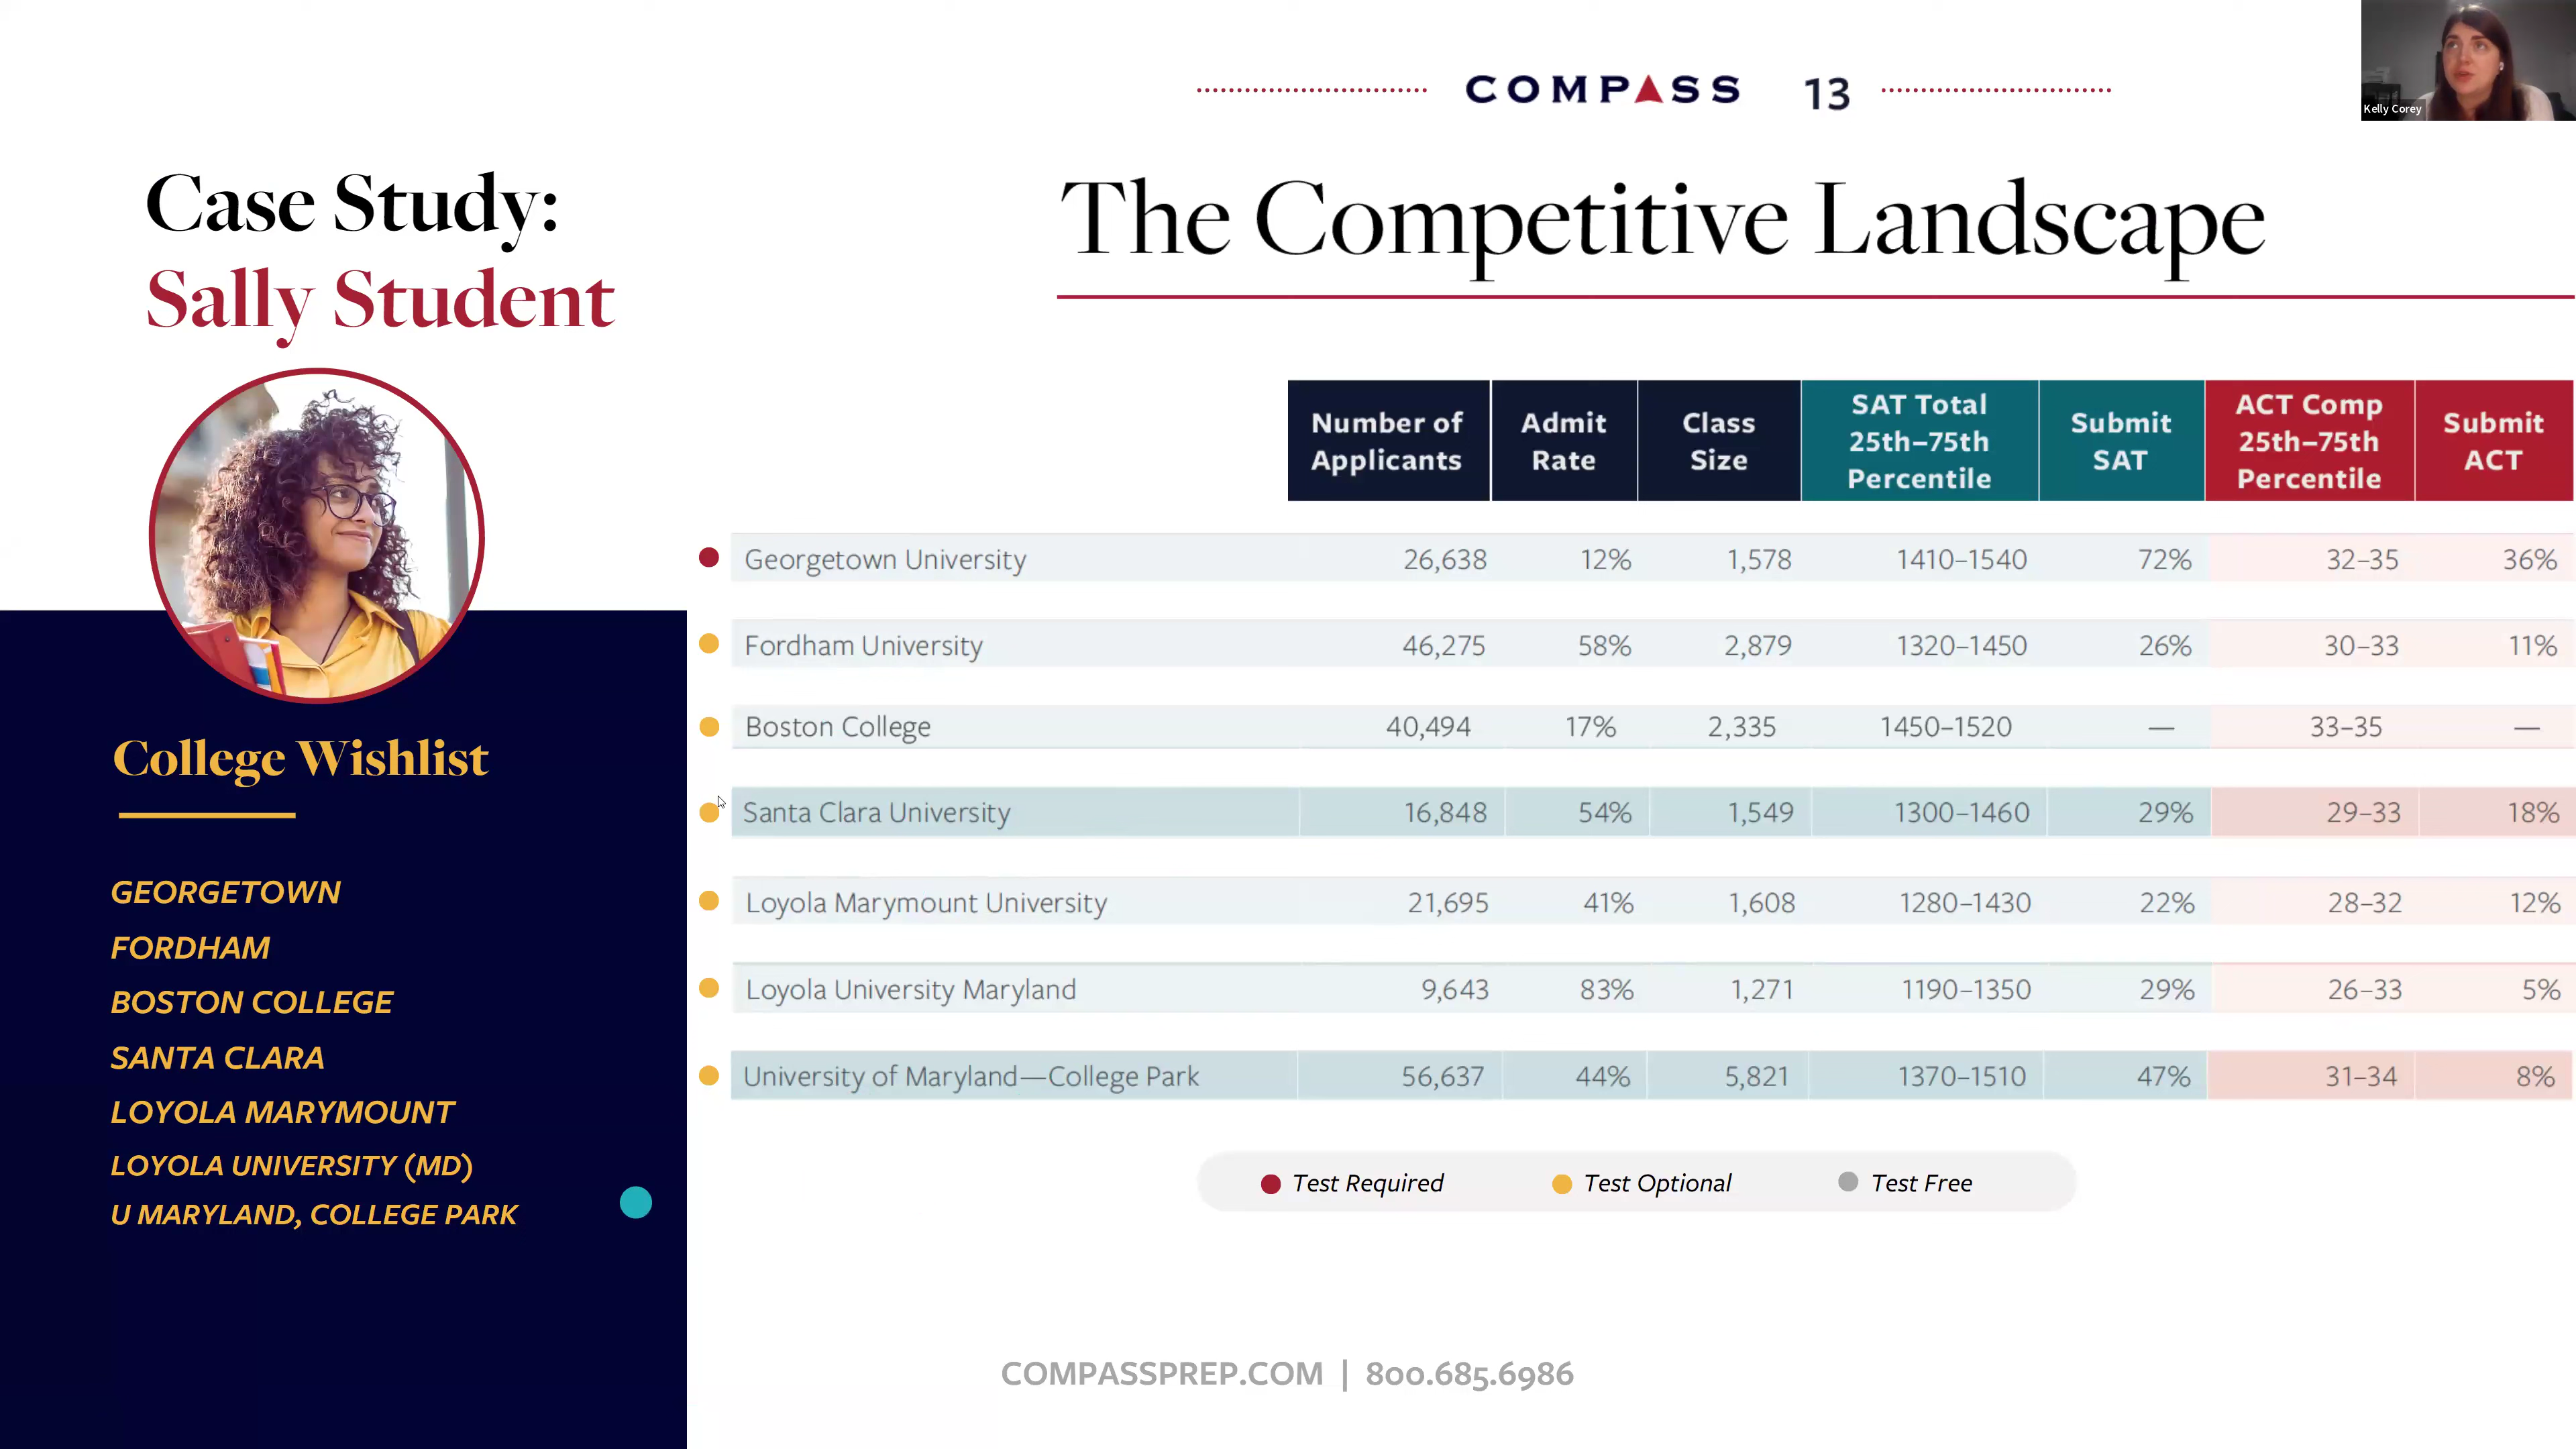 COMPASS 13
Kelly Corey
Case Study:
Sally Student
The Competitive Landscape
Number of Applicants Admit Rate Class Size SAT Total 25th–75th Percentile Submit SAT ACT Comp 25th–75th Percentile Submit ACT
Georgetown University 26,638 12% 1,578 1410–1540 72% 32–35 36%
Fordham University 46,275 58% 2,879 1320–1450 26% 30–33 11%
Boston College 40,494 17% 2,335 1450–1520 — 33–35 —
Santa Clara University 16,848 54% 1,549 1300–1460 29% 29–33 18%
Loyola Marymount University 21,695 41% 1,608 1280–1430 22% 28–32 12%
Loyola University Maryland 9,643 83% 1,271 1190–1350 29% 26–33 5%
University of Maryland—College Park 56,637 44% 5,821 1370–1510 47% 31–34 8%
Test Required Test Optional Test Free
College Wishlist
GEORGETOWN
FORDHAM
BOSTON COLLEGE
SANTA CLARA
LOYOLA MARYMOUNT
LOYOLA UNIVERSITY (MD)
U MARYLAND, COLLEGE PARK
COMPASSPREP.COM | 800.685.6986